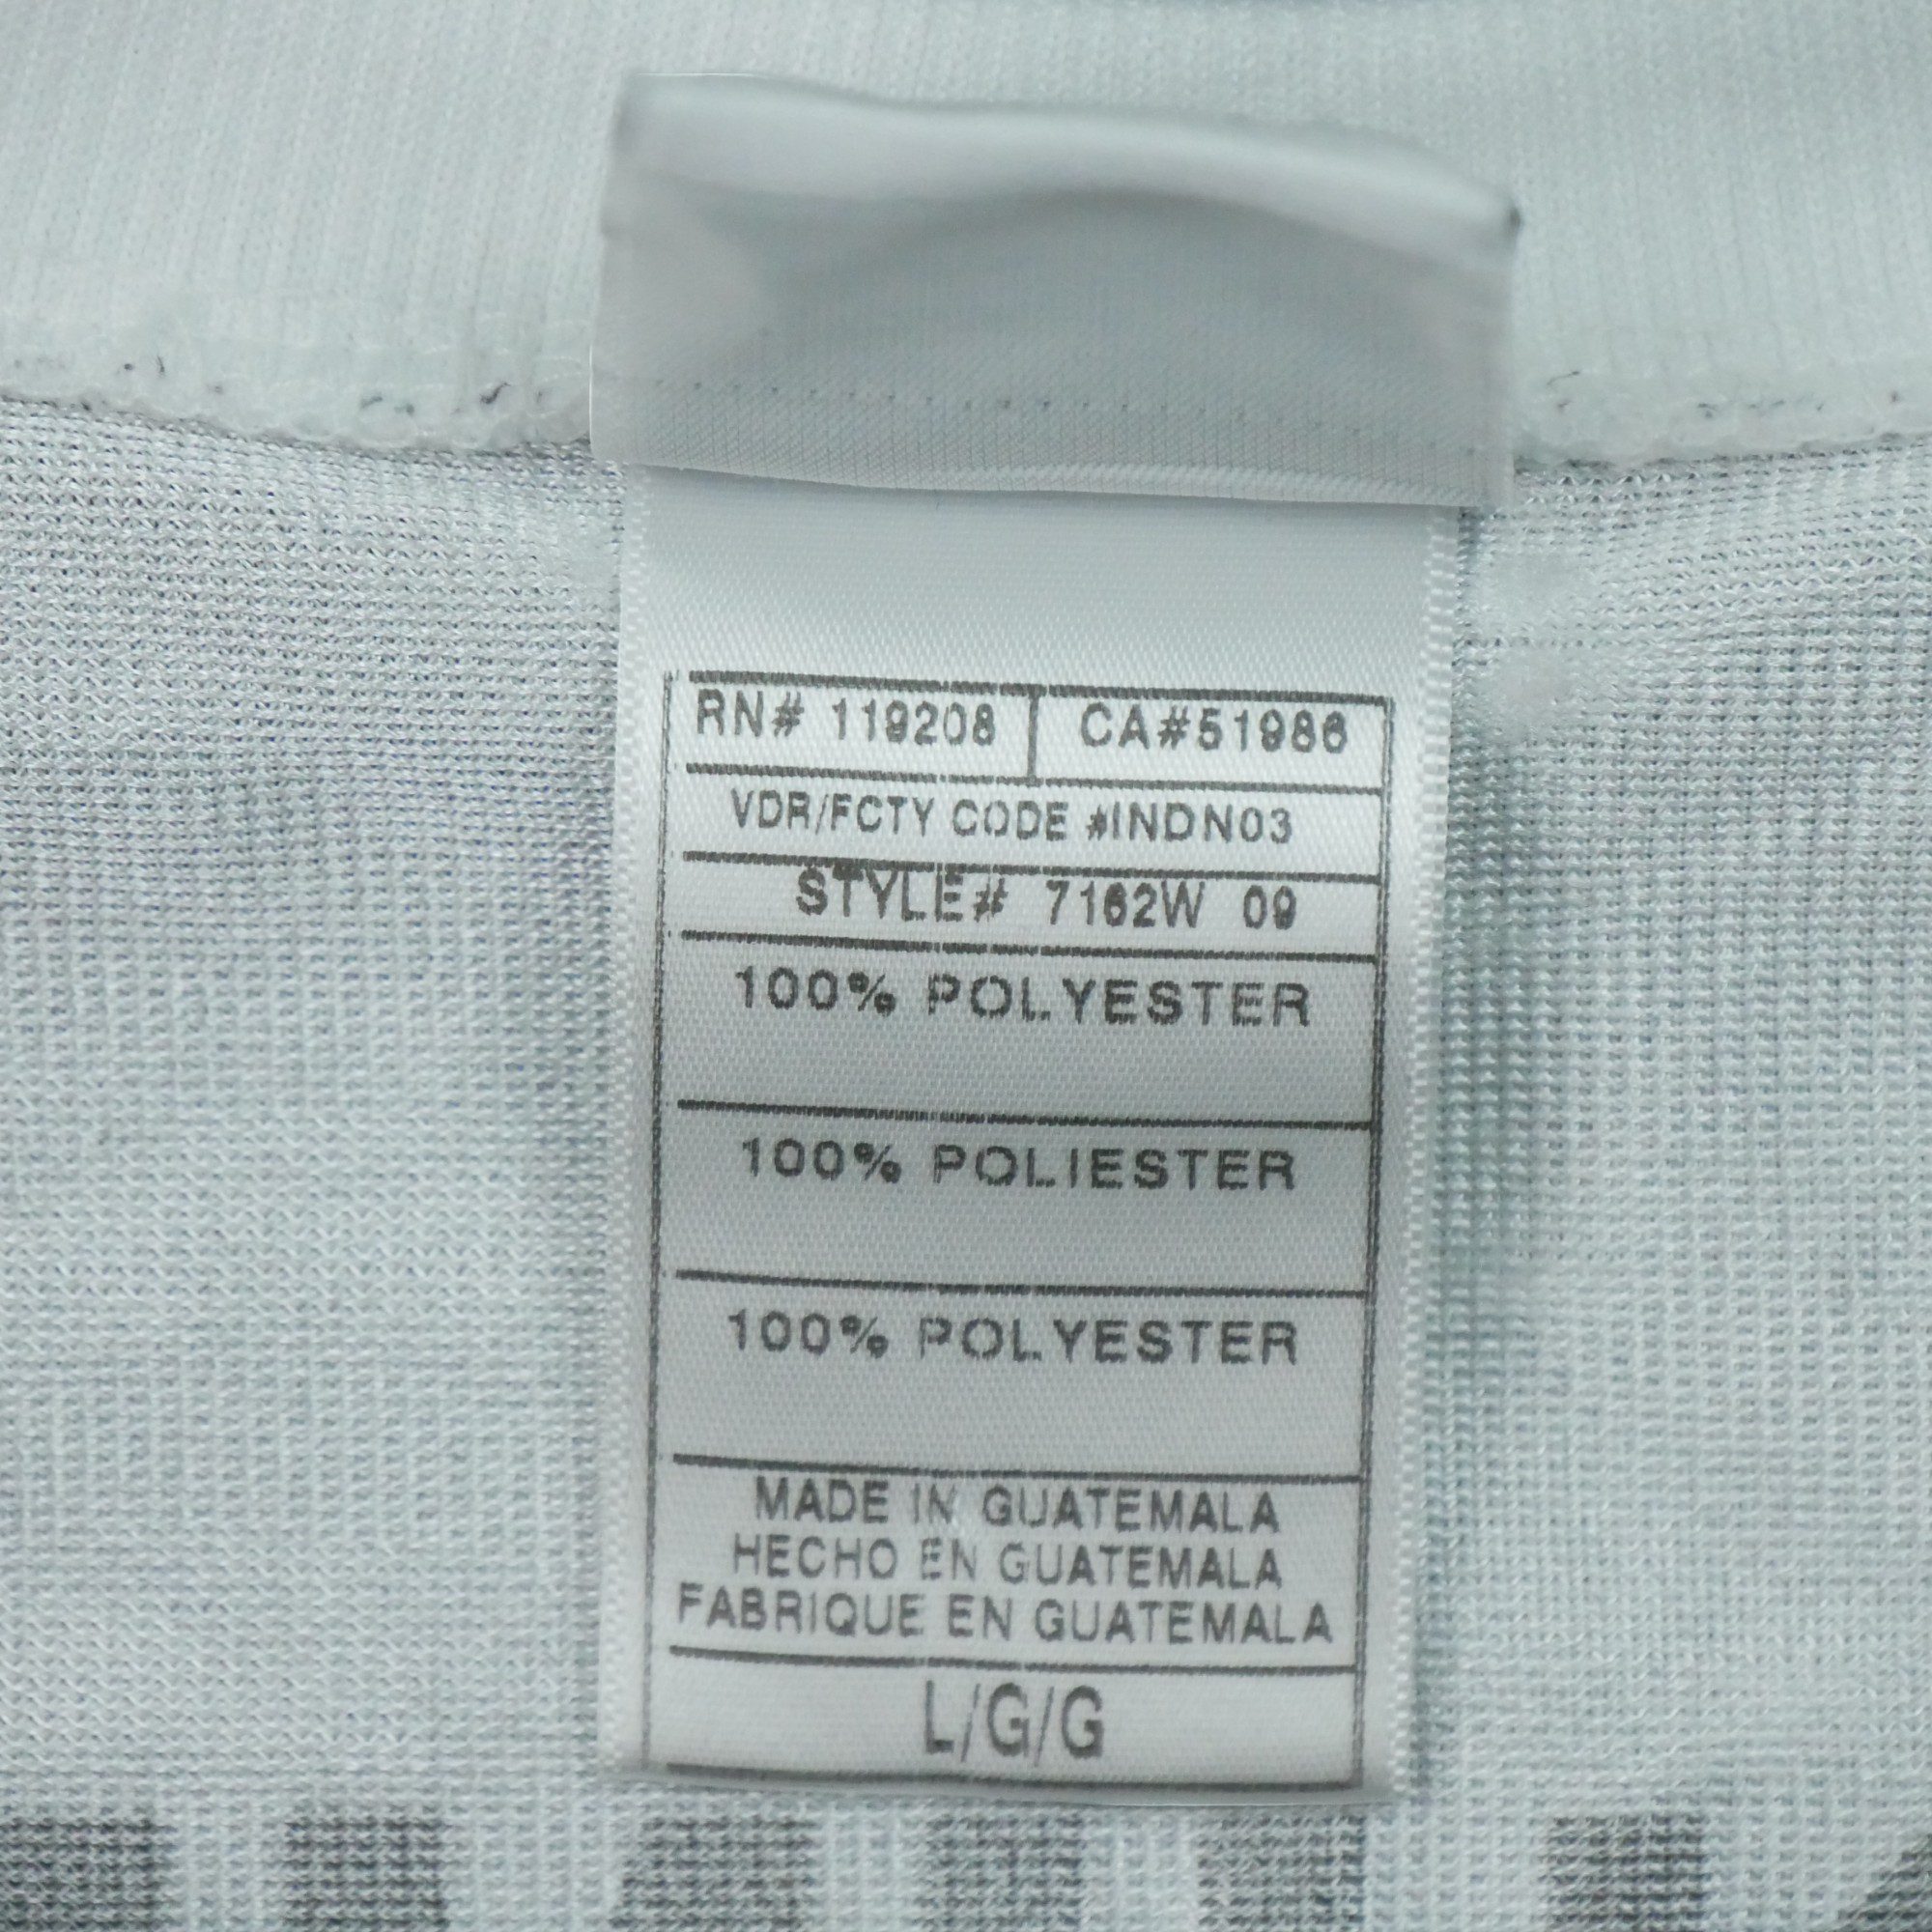 RN# 119208 CA#51986
VDR/FCTY CODE #INDN03
STYLE# 7162W 09
100% POLYESTER
100% POLIESTER
100% POLYESTER
MADE IN GUATEMALA
HECHO EN GUATEMALA
FABRIQUE EN GUATEMALA
L/G/G